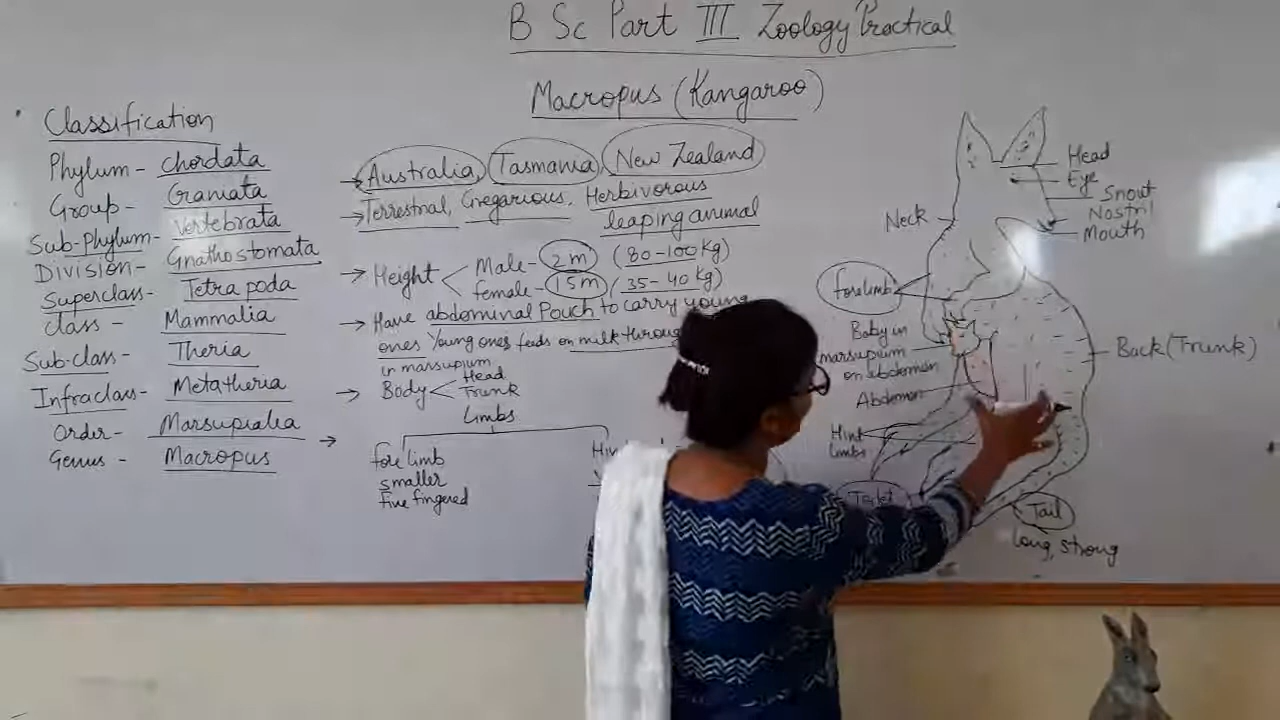 B Sc Part III Zoology Practical
Macropus (Kangaroo)
Classification
Phylum - Chordata
Group - Craniata
Sub-Phylum - Vertebrata
Division - Gnathostomata
Superclass - Tetrapoda
Class - Mammalia
Sub-class - Theria
Infraclass - Metatheria
Order - Marsupialia
Genus - Macropus
→ Australia, Tasmania, New Zealand
→ Terrestrial, Gregarious, Herbivorous
leaping animal
→ Height < Male - 2 m (80-100 Kg)
female - 1.5m (35-40 Kg)
→ Have abdominal Pouch to carry young
ones Young ones feeds on milk through
in marsupium
→ Body < Head
Trunk
Limbs
→
fore limb
smaller
five fingered
Head
Eye
Snout
Nostril
Mouth
Neck
forelimb
Baby in
marsupium
on abdomen
Abdomen
Hind
limbs
Back (Trunk)
Tail
long, strong